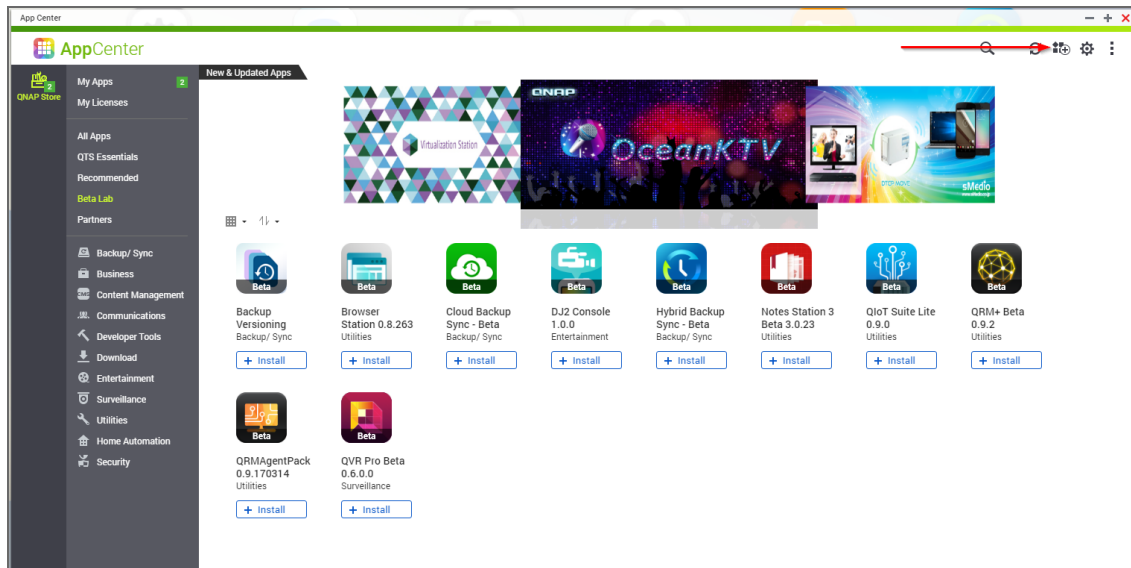 App Center
AppCenter
2
QNAP Store
My Apps 2
My Licenses
All Apps
QTS Essentials
Recommended
Beta Lab
Partners
Backup/ Sync
Business
Content Management
Communications
Developer Tools
Download
Entertainment
Surveillance
Utilities
Home Automation
Security
New & Updated Apps
Virtualization Station
QNAP
OceanKTV
sMedio
Beta
Backup
Versioning
Backup/ Sync
+ Install
Beta
Browser
Station 0.8.263
Utilities
+ Install
Beta
Cloud Backup
Sync - Beta
Backup/ Sync
+ Install
Beta
DJ2 Console
1.0.0
Entertainment
+ Install
Beta
Hybrid Backup
Sync - Beta
Backup/ Sync
+ Install
Beta
Notes Station 3
Beta 3.0.23
Utilities
+ Install
Beta
QIoT Suite Lite
0.9.0
Utilities
+ Install
Beta
QRM+ Beta
0.9.2
Utilities
+ Install
Beta
QRMAgentPack
0.9.170314
Utilities
+ Install
Beta
QVR Pro Beta
0.6.0.0
Surveillance
+ Install